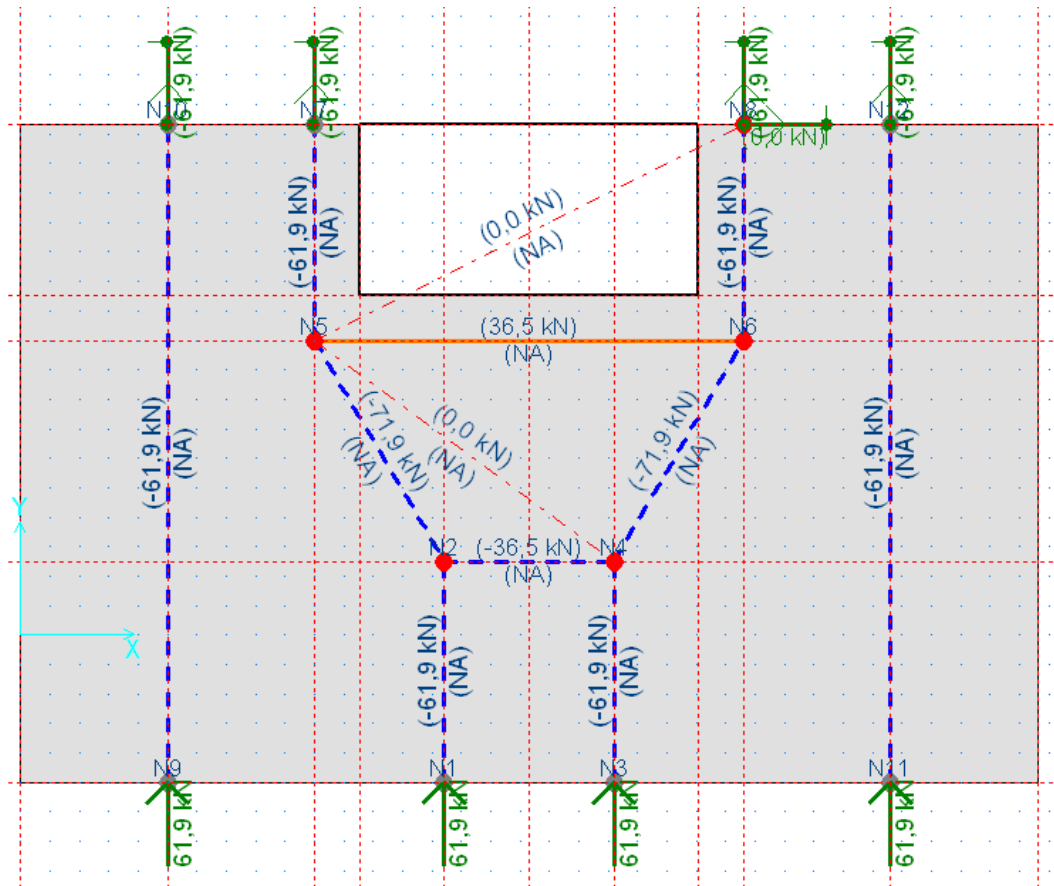 (-61,9 kN)
(-61,9 kN)
(-61,9 kN)
(-61,9 kN)
N10
N7
N8
N12
(0,0 kN)
(-61,9 kN)
(NA)
(0,0 kN)
(NA)
(-61,9 kN)
(NA)
N5
(36,5 kN)
(NA)
N6
(-61,9 kN)
(NA)
(-71,9 kN)
(NA)
(0,0 kN)
(NA)
(-71,9 kN)
(NA)
(-61,9 kN)
(NA)
Y
N2
(-36,5 kN)
(NA)
N4
X
(-61,9 kN)
(NA)
(-61,9 kN)
(NA)
N9
N1
N3
N11
61,9 kN
61,9 kN
61,9 kN
61,9 kN